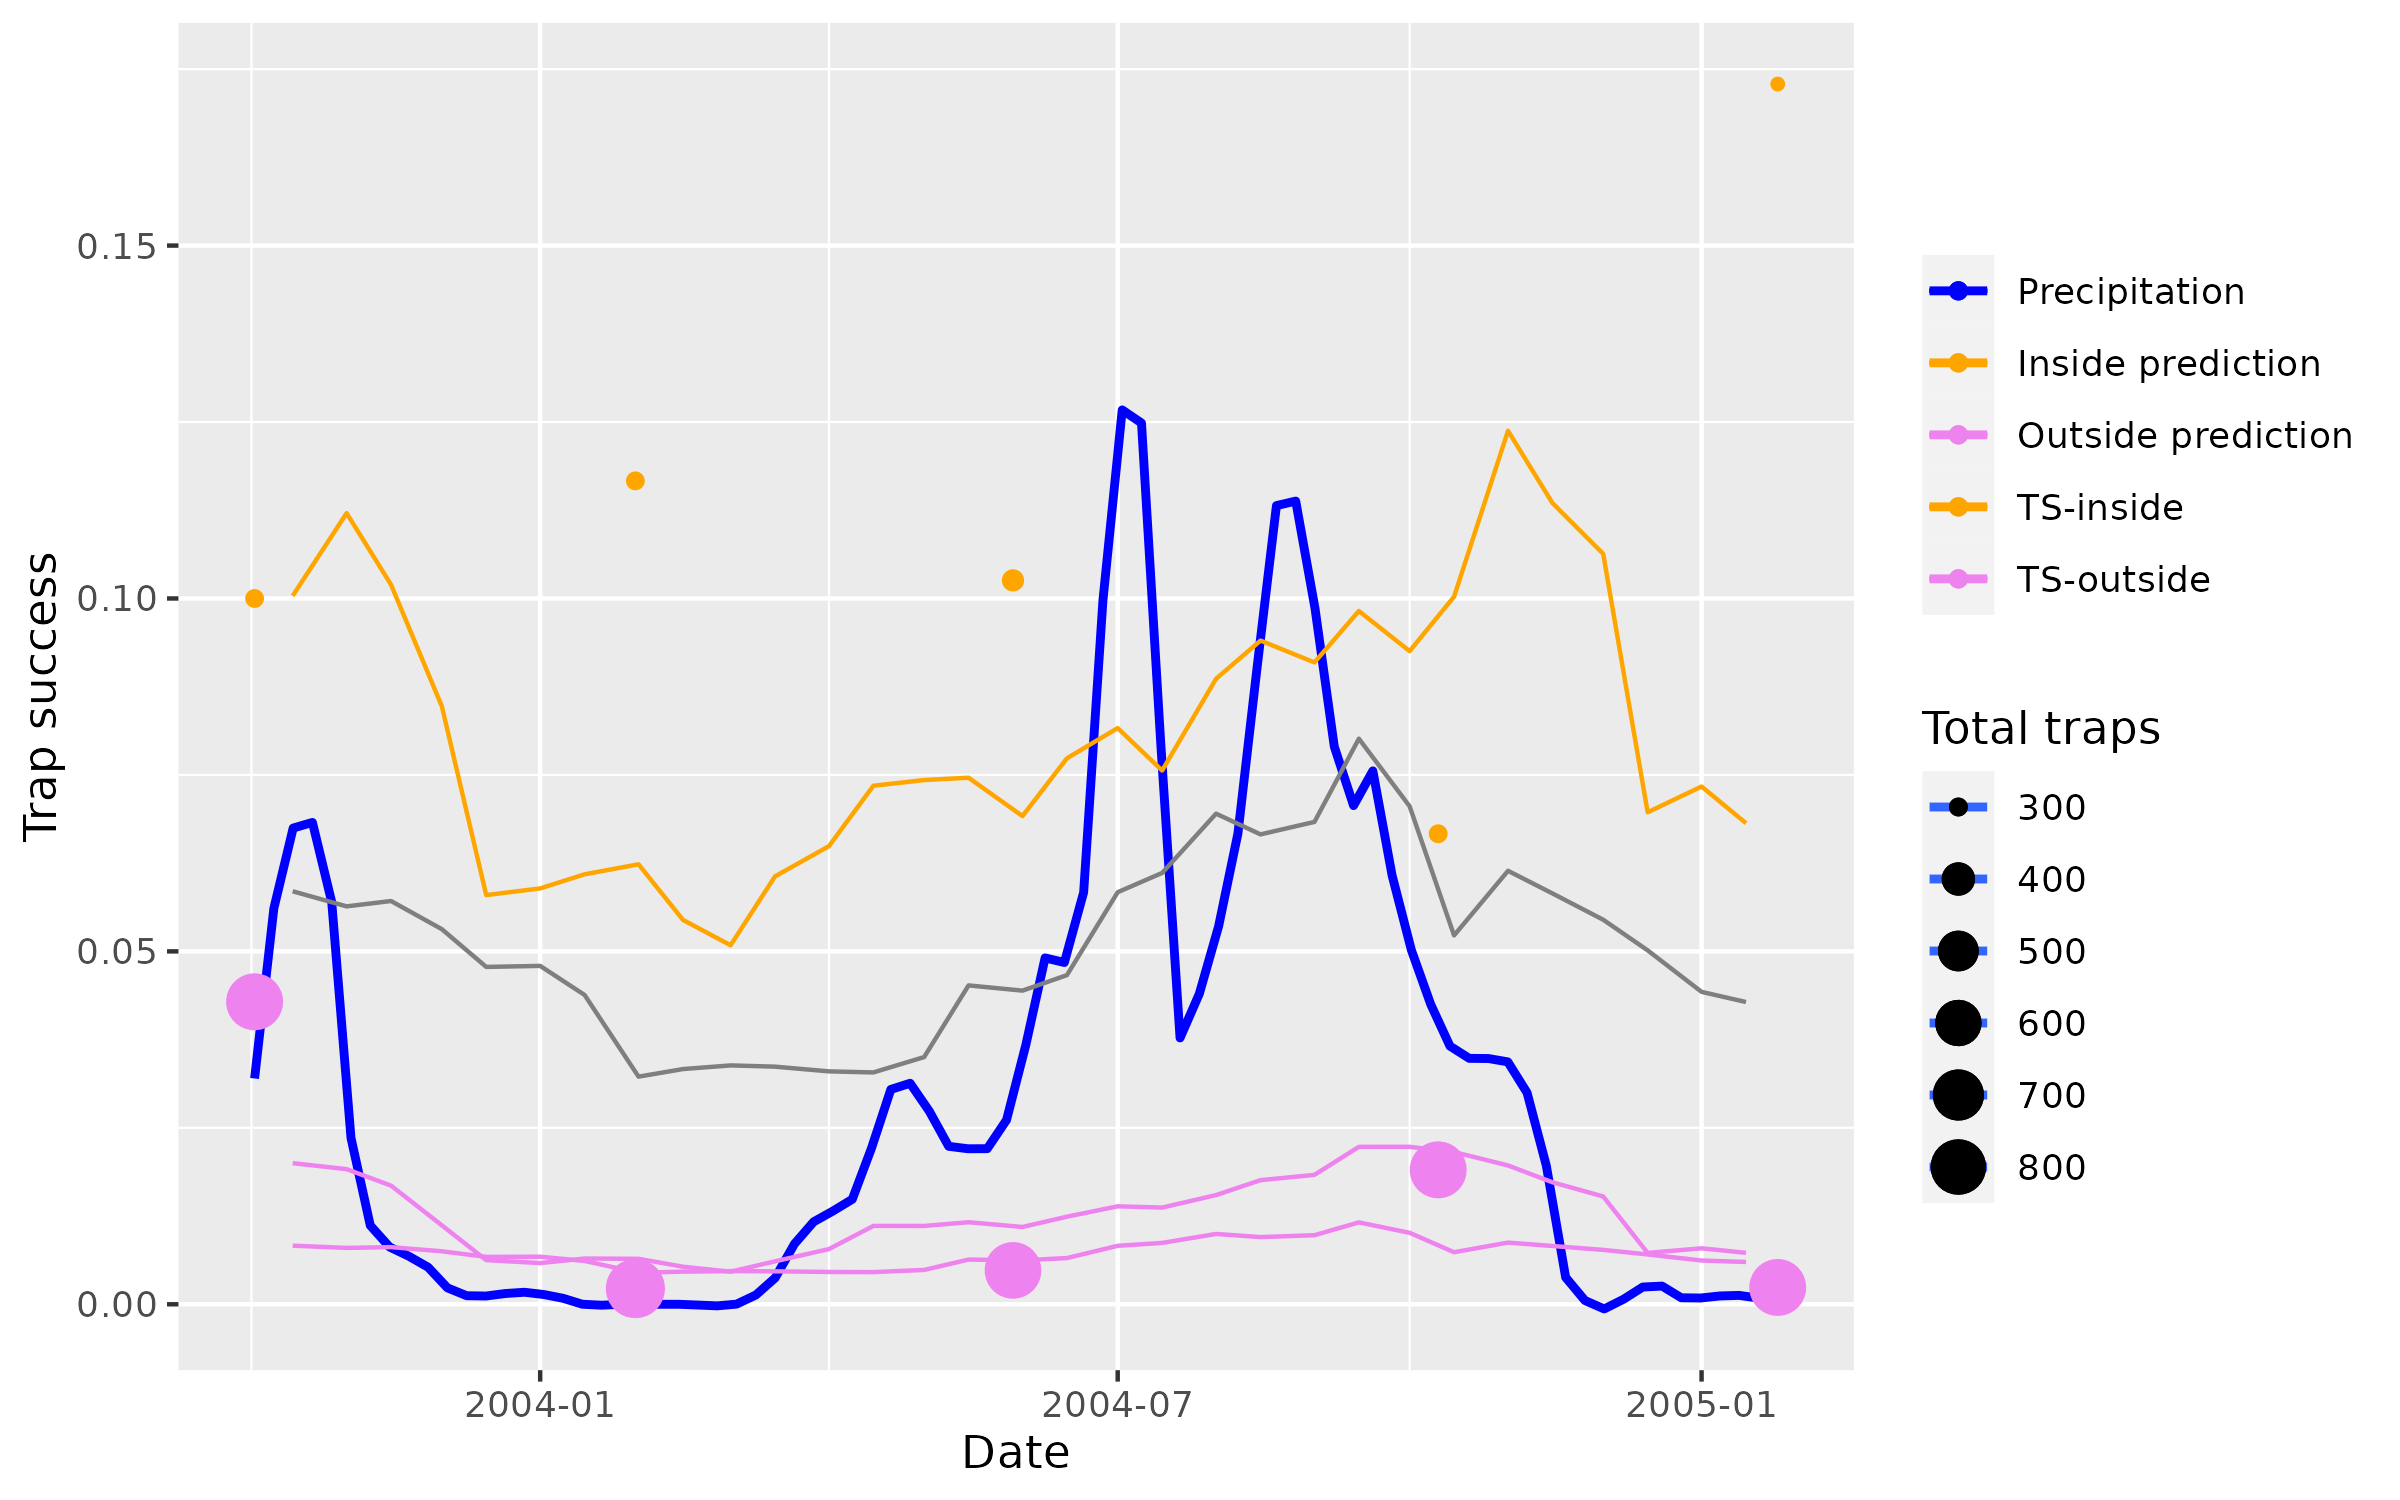 Trap success
0.15
0.10
0.05
0.00
2004-01
2004-07
2005-01
Date
Precipitation
Inside prediction
Outside prediction
TS-inside
TS-outside
Total traps
300
400
500
600
700
800